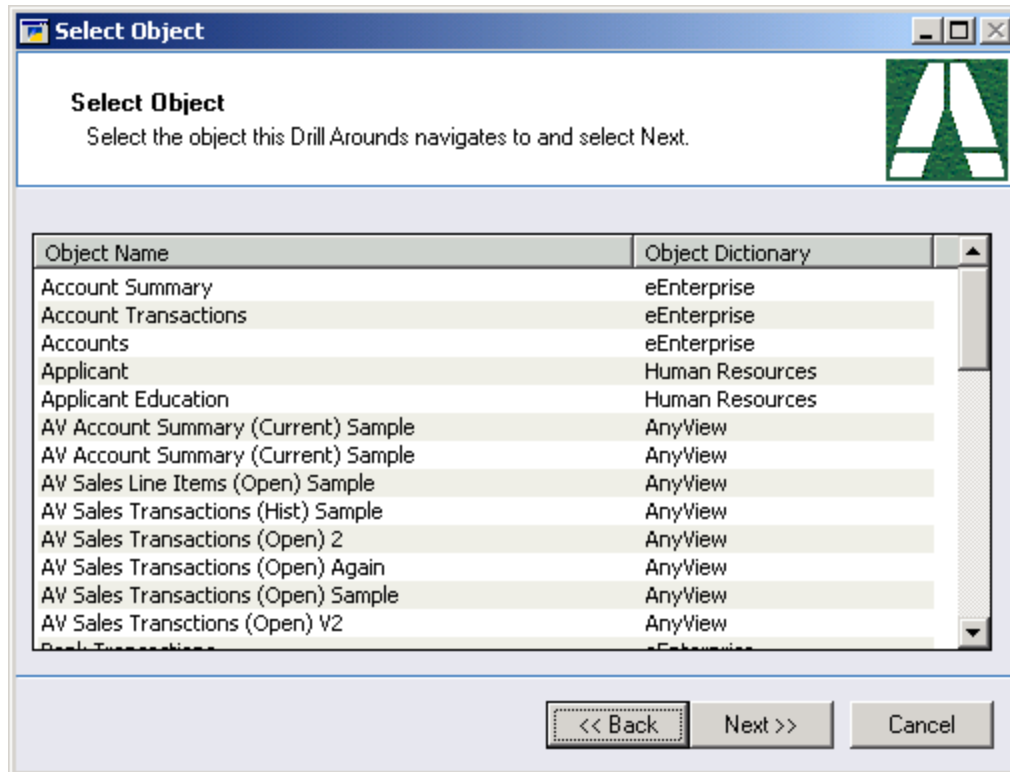 Select Object
Select Object
Select the object this Drill Arounds navigates to and select Next.
Object Name Object Dictionary
Account Summary eEnterprise
Account Transactions eEnterprise
Accounts eEnterprise
Applicant Human Resources
Applicant Education Human Resources
AV Account Summary (Current) Sample AnyView
AV Account Summary (Current) Sample AnyView
AV Sales Line Items (Open) Sample AnyView
AV Sales Transactions (Hist) Sample AnyView
AV Sales Transactions (Open) 2 AnyView
AV Sales Transactions (Open) Again AnyView
AV Sales Transactions (Open) Sample AnyView
AV Sales Transctions (Open) V2 AnyView
Bank Transactions eEnterprise
<< Back Next >> Cancel